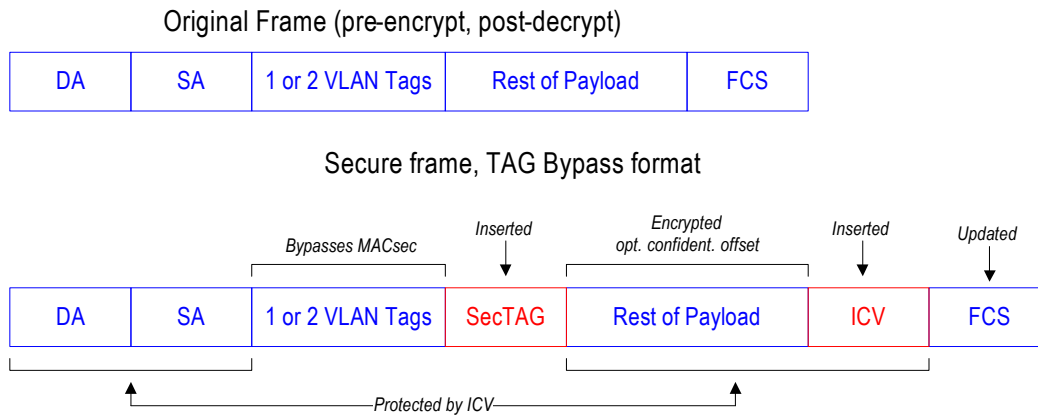 Original Frame (pre-encrypt, post-decrypt)
DA SA 1 or 2 VLAN Tags Rest of Payload FCS
Secure frame, TAG Bypass format
Bypasses MACsec
Inserted
Encrypted
opt. confident. offset
Inserted
Updated
DA SA 1 or 2 VLAN Tags SecTAG Rest of Payload ICV FCS
Protected by ICV